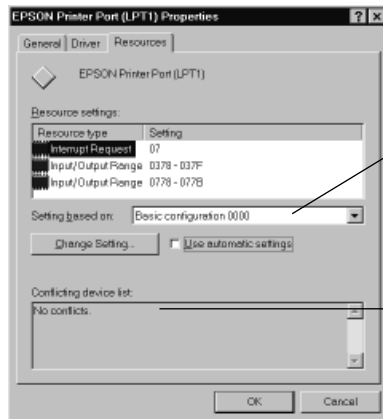 EPSON Printer Port (LPT1) Properties
General Driver Resources
EPSON Printer Port (LPT1)
Resource settings:
Resource type Setting
Interrupt Request 07
Input/Output Range 0378 - 037F
Input/Output Range 0778 - 077B
Setting based on: Basic configuration 0000
Change Setting... Use automatic settings
Conflicting device list:
No conflicts.
OK Cancel